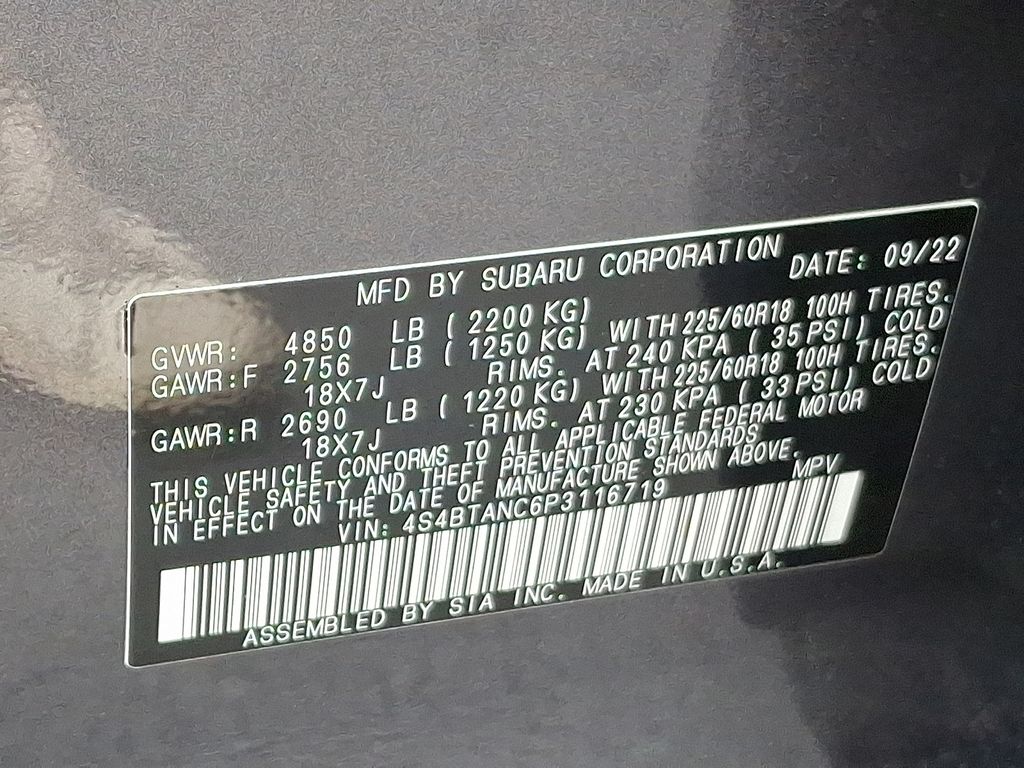 MFD BY SUBARU CORPORATION DATE: 09/22
GVWR: 4850 LB ( 2200 KG)
GAWR:F 2756 LB ( 1250 KG) WITH 225/60R18 100H TIRES.
18X7J RIMS. AT 240 KPA ( 35 PSI) COLD
GAWR:R 2690 LB ( 1220 KG) WITH 225/60R18 100H TIRES.
18X7J RIMS. AT 230 KPA ( 33 PSI) COLD
THIS VEHICLE CONFORMS TO ALL APPLICABLE FEDERAL MOTOR
VEHICLE SAFETY AND THEFT PREVENTION STANDARDS
IN EFFECT ON THE DATE OF MANUFACTURE SHOWN ABOVE.
VIN: 4S4BTANC6P3116719 MPV
ASSEMBLED BY SIA INC. MADE IN U.S.A.